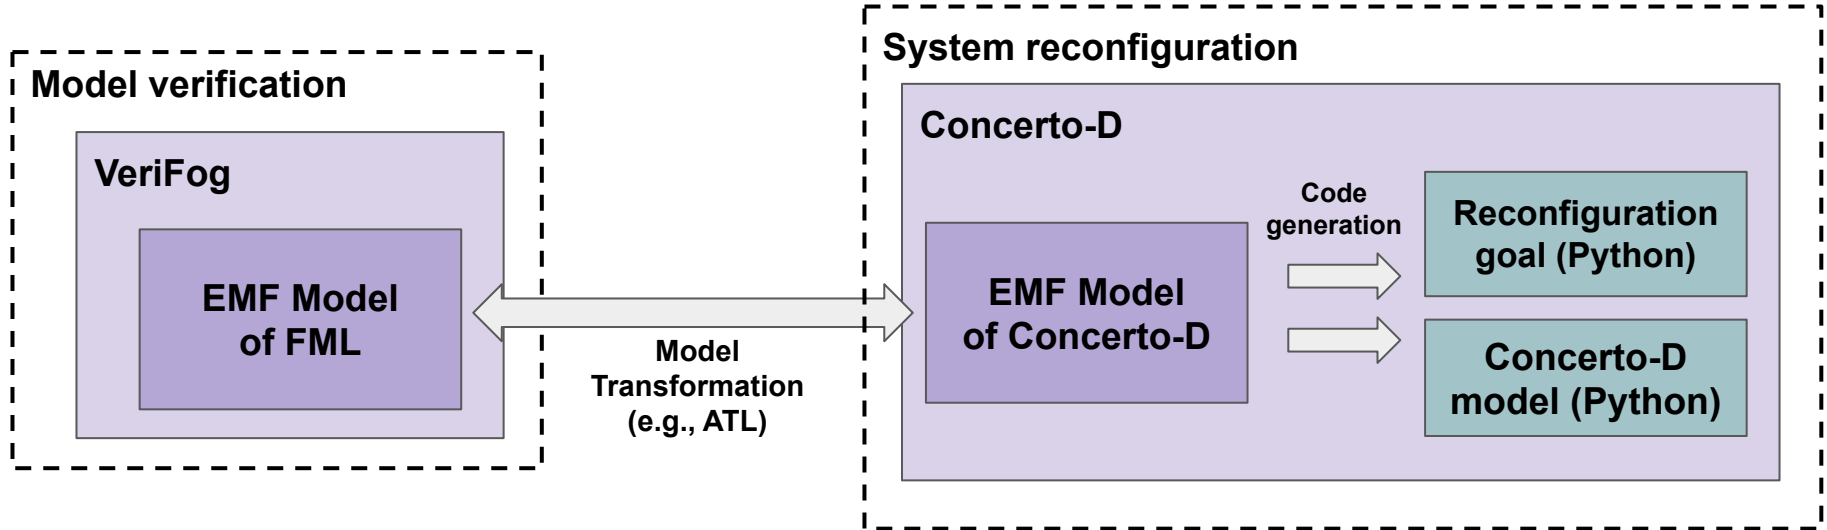 Model verification
VeriFog
EMF Model
of FML
Model
Transformation
(e.g., ATL)
System reconfiguration
Concerto-D
EMF Model
of Concerto-D
Code
generation
Reconfiguration
goal (Python)
Concerto-D
model (Python)